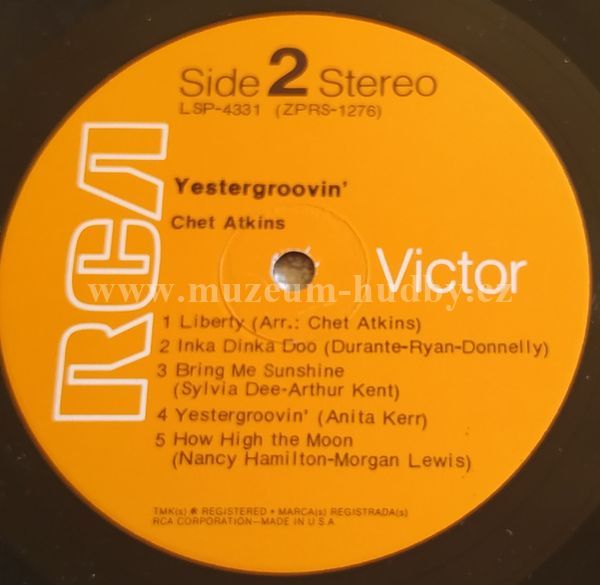 Side 2 Stereo
LSP-4331 (ZPRS-1276)
RCA
Yestergroovin'
Chet Atkins
Victor
www.muzeum-hudby.cz
1 Liberty (Arr.: Chet Atkins)
2 Inka Dinka Doo (Durante-Ryan-Donnelly)
3 Bring Me Sunshine
(Sylvia Dee-Arthur Kent)
4 Yestergroovin' (Anita Kerr)
5 How High the Moon
(Nancy Hamilton-Morgan Lewis)
TMK(s) ® REGISTERED • MARCA(s) REGISTRADA(s)
RCA CORPORATION—MADE IN U.S.A.